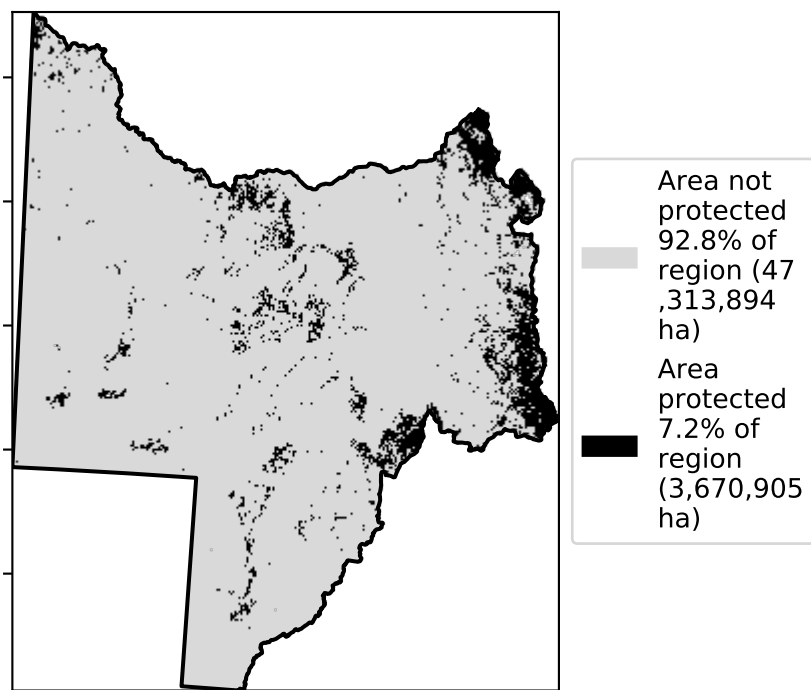 Area not
protected
92.8% of
region (47
,313,894
ha)
Area
protected
7.2% of
region
(3,670,905
ha)